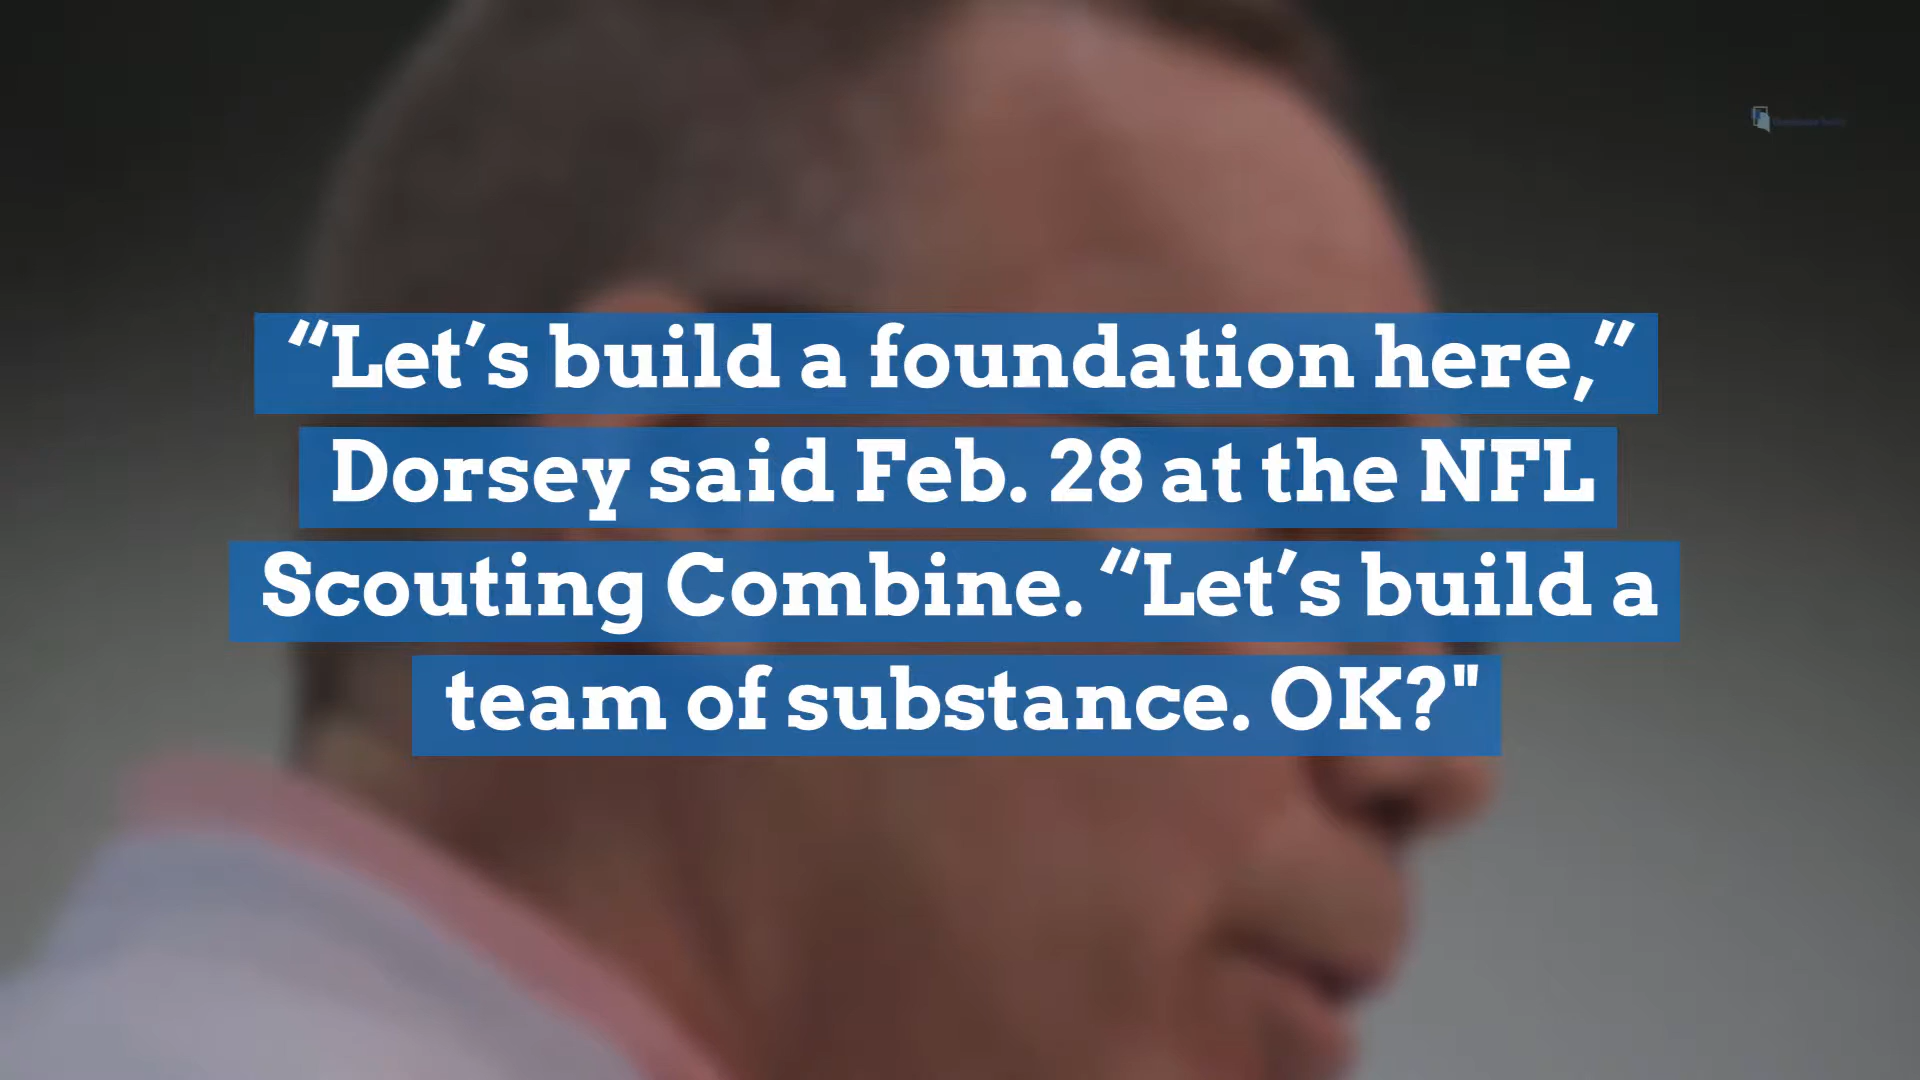 “Let’s build a foundation here,”
Dorsey said Feb. 28 at the NFL
Scouting Combine. “Let’s build a
team of substance. OK?"